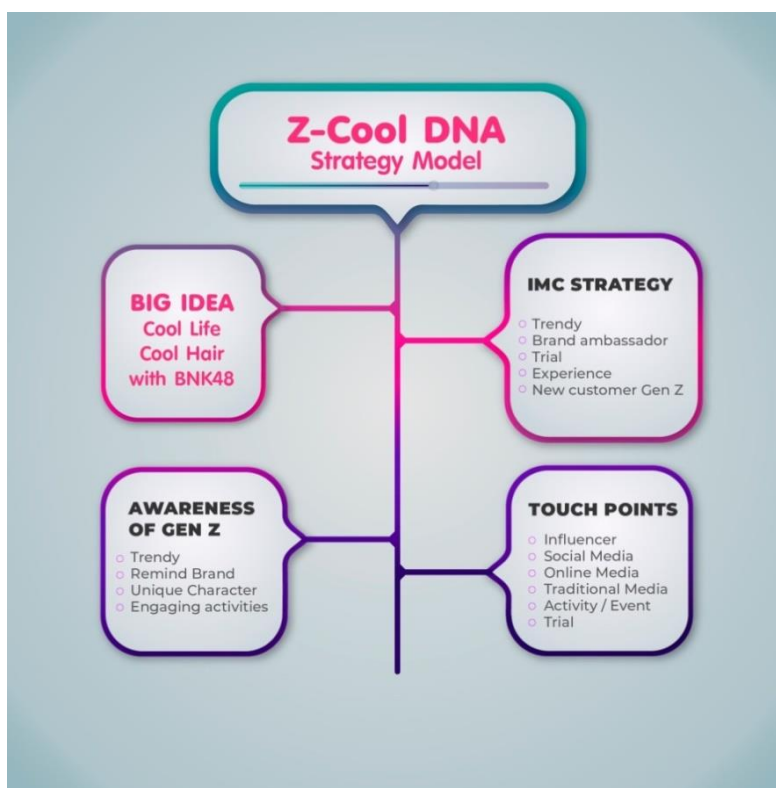 Z-Cool DNA
Strategy Model
BIG IDEA
Cool Life
Cool Hair
with BNK48
IMC STRATEGY
Trendy
Brand ambassador
Trial
Experience
New customer Gen Z
AWARENESS
OF GEN Z
Trendy
Remind Brand
Unique Character
Engaging activities
TOUCH POINTS
Influencer
Social Media
Online Media
Traditional Media
Activity / Event
Trial